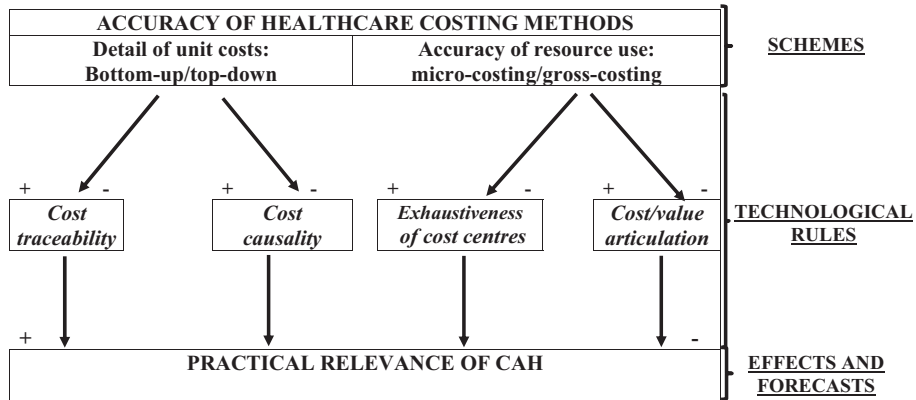 ACCURACY OF HEALTHCARE COSTING METHODS
Detail of unit costs:
Bottom-up/top-down
Accuracy of resource use:
micro-costing/gross-costing
SCHEMES
+ - + - + - + -
Cost
traceability
Cost
causality
Exhaustiveness
of cost centres
Cost/value
articulation
TECHNOLOGICAL
RULES
+ -
PRACTICAL RELEVANCE OF CAH
EFFECTS AND
FORECASTS